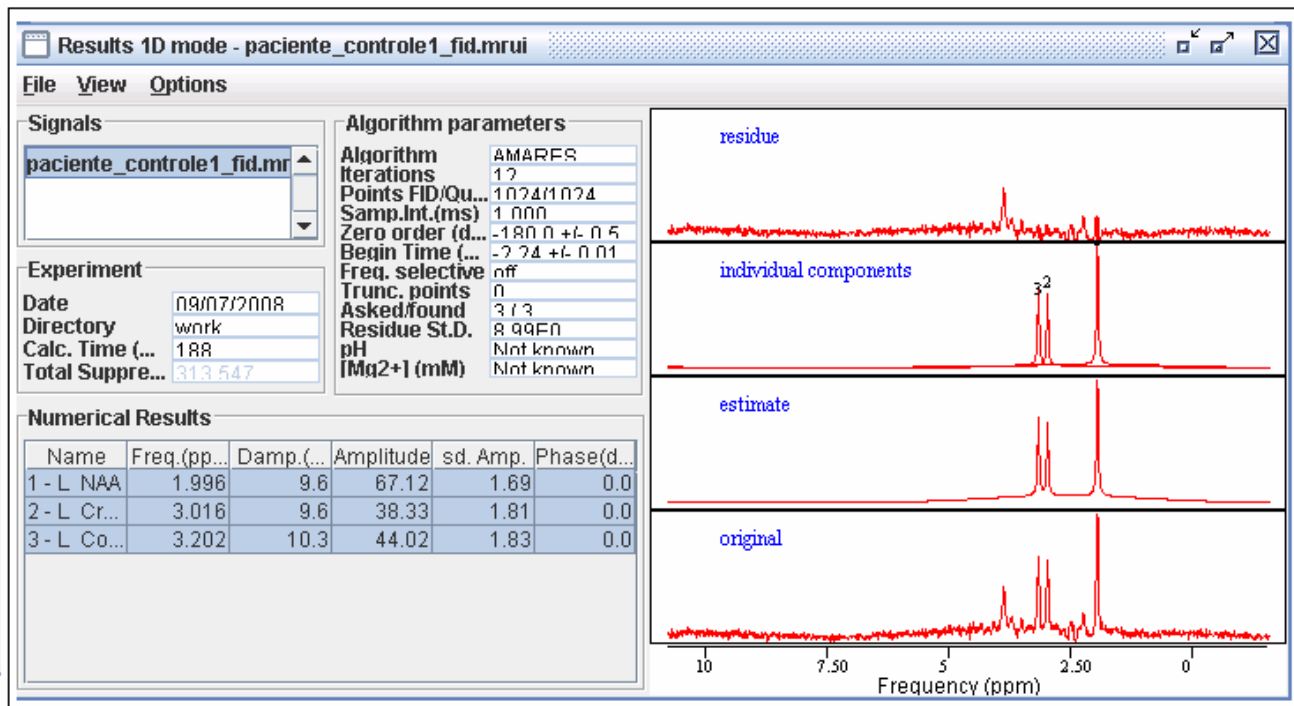 Results 1D mode - paciente_controle1_fid.mrui
File View Options
Signals
paciente_controle1_fid.mr
Experiment
Date 09/07/2008
Directory work
Calc. Time (... 188
Total Suppre... 313.547
Algorithm parameters
Algorithm AMARES
Iterations 12
Points FID/Qu... 1024/1024
Samp.Int.(ms) 1.000
Zero order (d... -180.0 +/- 0.5
Begin Time (... -2.24 +/- 0.01
Freq. selective off
Trunc. points 0
Asked/found 3 / 3
Residue St.D. 8.99E0
pH Not known
[Mg2+] (mM) Not known
Numerical Results
Name Freq.(pp... Damp.(... Amplitude sd. Amp. Phase(d...
1 - L NAA 1.996 9.6 67.12 1.69 0.0
2 - L Cr... 3.016 9.6 38.33 1.81 0.0
3 - L Co... 3.202 10.3 44.02 1.83 0.0
residue
individual components
3 2
estimate
original
10 7.50 5 2.50 0
Frequency (ppm)